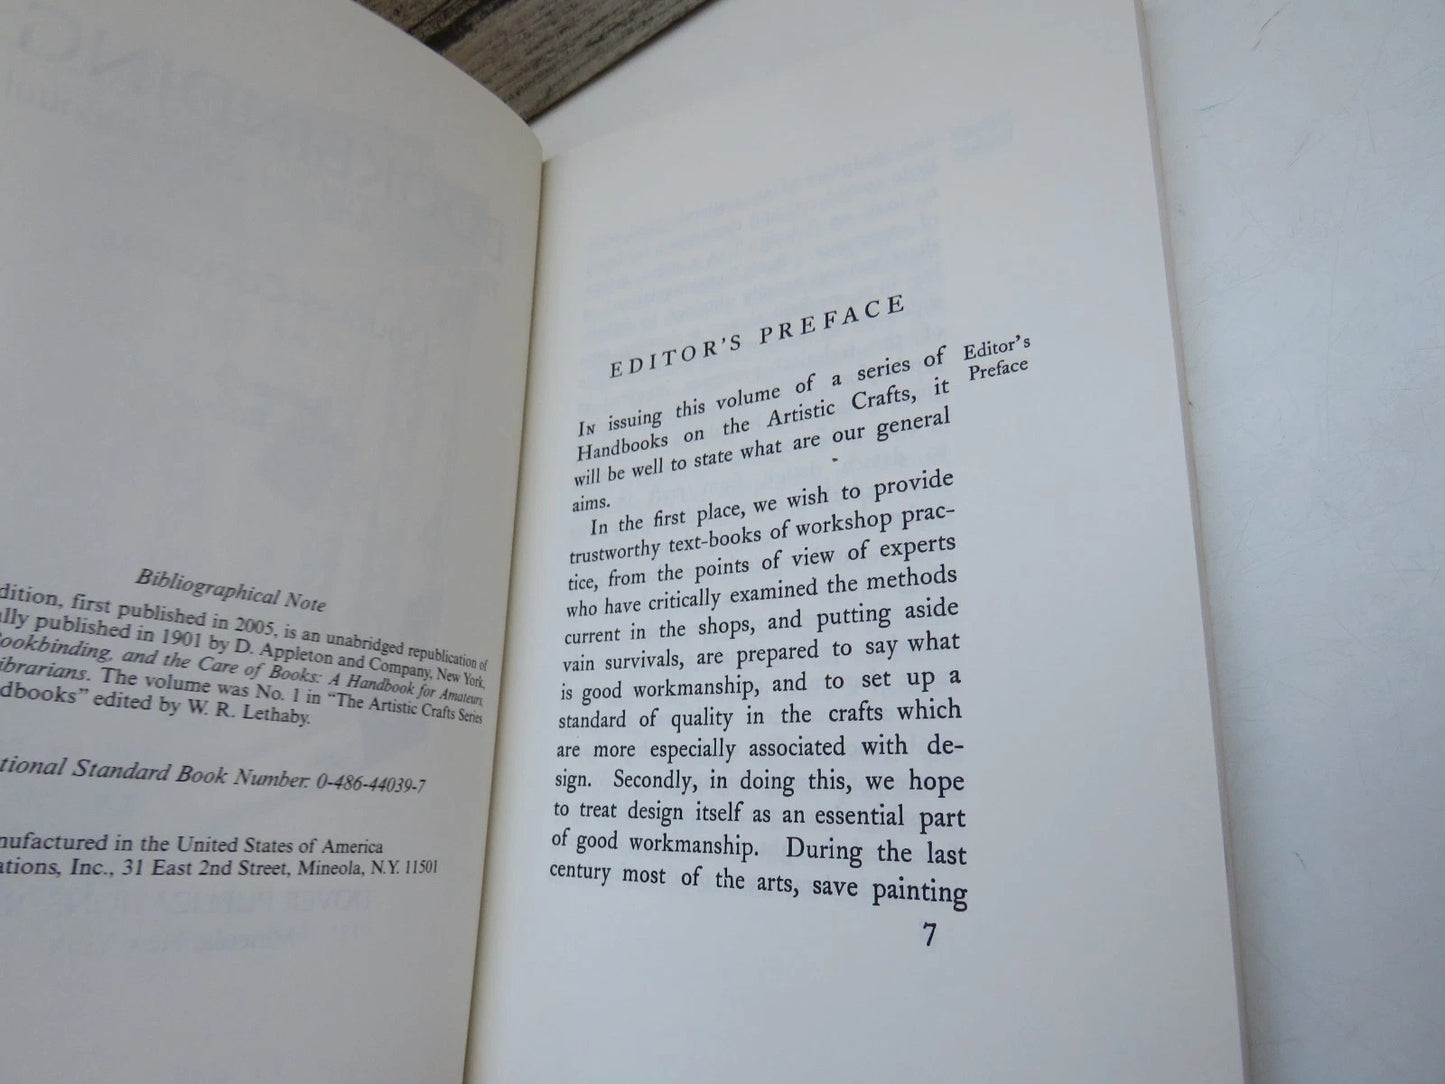 Bibliographical Note
dition, first published in 2005, is an unabridged republication of
lly published in 1901 by D. Appleton and Company, New York,
ookbinding, and the Care of Books: A Handbook for Amateurs,
ibrarians. The volume was No. 1 in "The Artistic Crafts Series
dbooks" edited by W. R. Lethaby.
tional Standard Book Number: 0-486-44039-7
nufactured in the United States of America
ations, Inc., 31 East 2nd Street, Mineola, N.Y. 11501
EDITOR'S PREFACE
Editor's
Preface
In issuing this volume of a series of
Handbooks on the Artistic Crafts, it
will be well to state what are our general
aims.
In the first place, we wish to provide
trustworthy text-books of workshop prac-
tice, from the points of view of experts
who have critically examined the methods
current in the shops, and putting aside
vain survivals, are prepared to say what
is good workmanship, and to set up a
standard of quality in the crafts which
are more especially associated with de-
sign. Secondly, in doing this, we hope
to treat design itself as an essential part
of good workmanship. During the last
century most of the arts, save painting
7